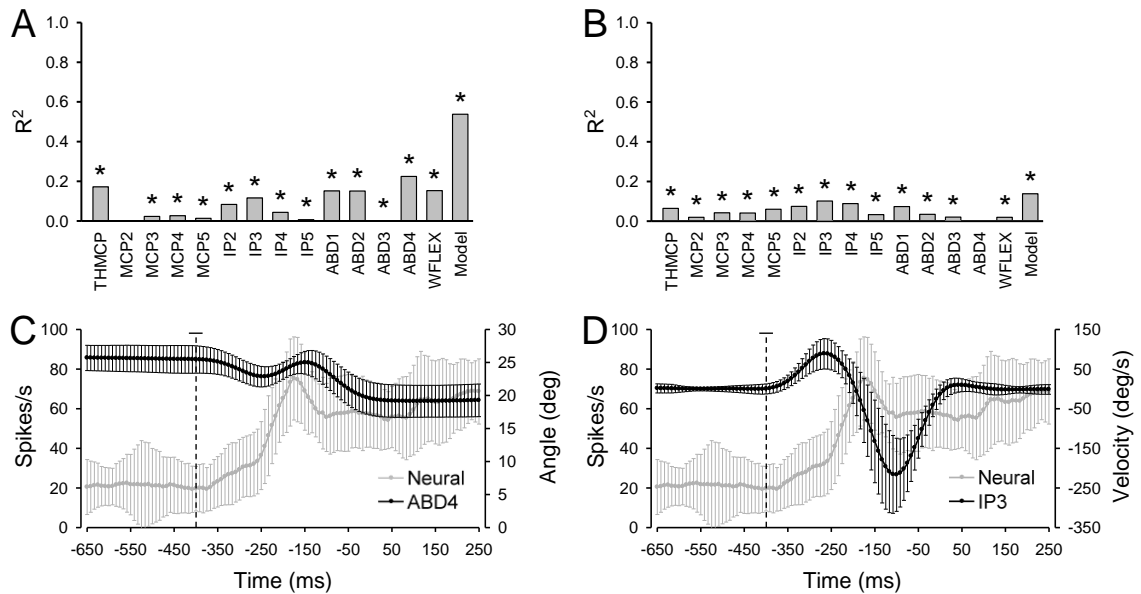 A
R2
1.0
0.8
0.6
0.4
0.2
0.0
* * * * * * * * * * * * * *
THMCP MCP2 MCP3 MCP4 MCP5 IP2 IP3 IP4 IP5 ABD1 ABD2 ABD3 ABD4 WFLEX Model
B
R2
1.0
0.8
0.6
0.4
0.2
0.0
* * * * * * * * * * * * * *
THMCP MCP2 MCP3 MCP4 MCP5 IP2 IP3 IP4 IP5 ABD1 ABD2 ABD3 ABD4 WFLEX Model
C
Spikes/s
100
80
60
40
20
0
30
25
20
15
10
5
0
Angle (deg)
Neural
ABD4
-650 -550 -450 -350 -250 -150 -50 50 150 250
Time (ms)
D
Spikes/s
100
80
60
40
20
0
150
50
-50
-150
-250
-350
Velocity (deg/s)
Neural
IP3
-650 -550 -450 -350 -250 -150 -50 50 150 250
Time (ms)